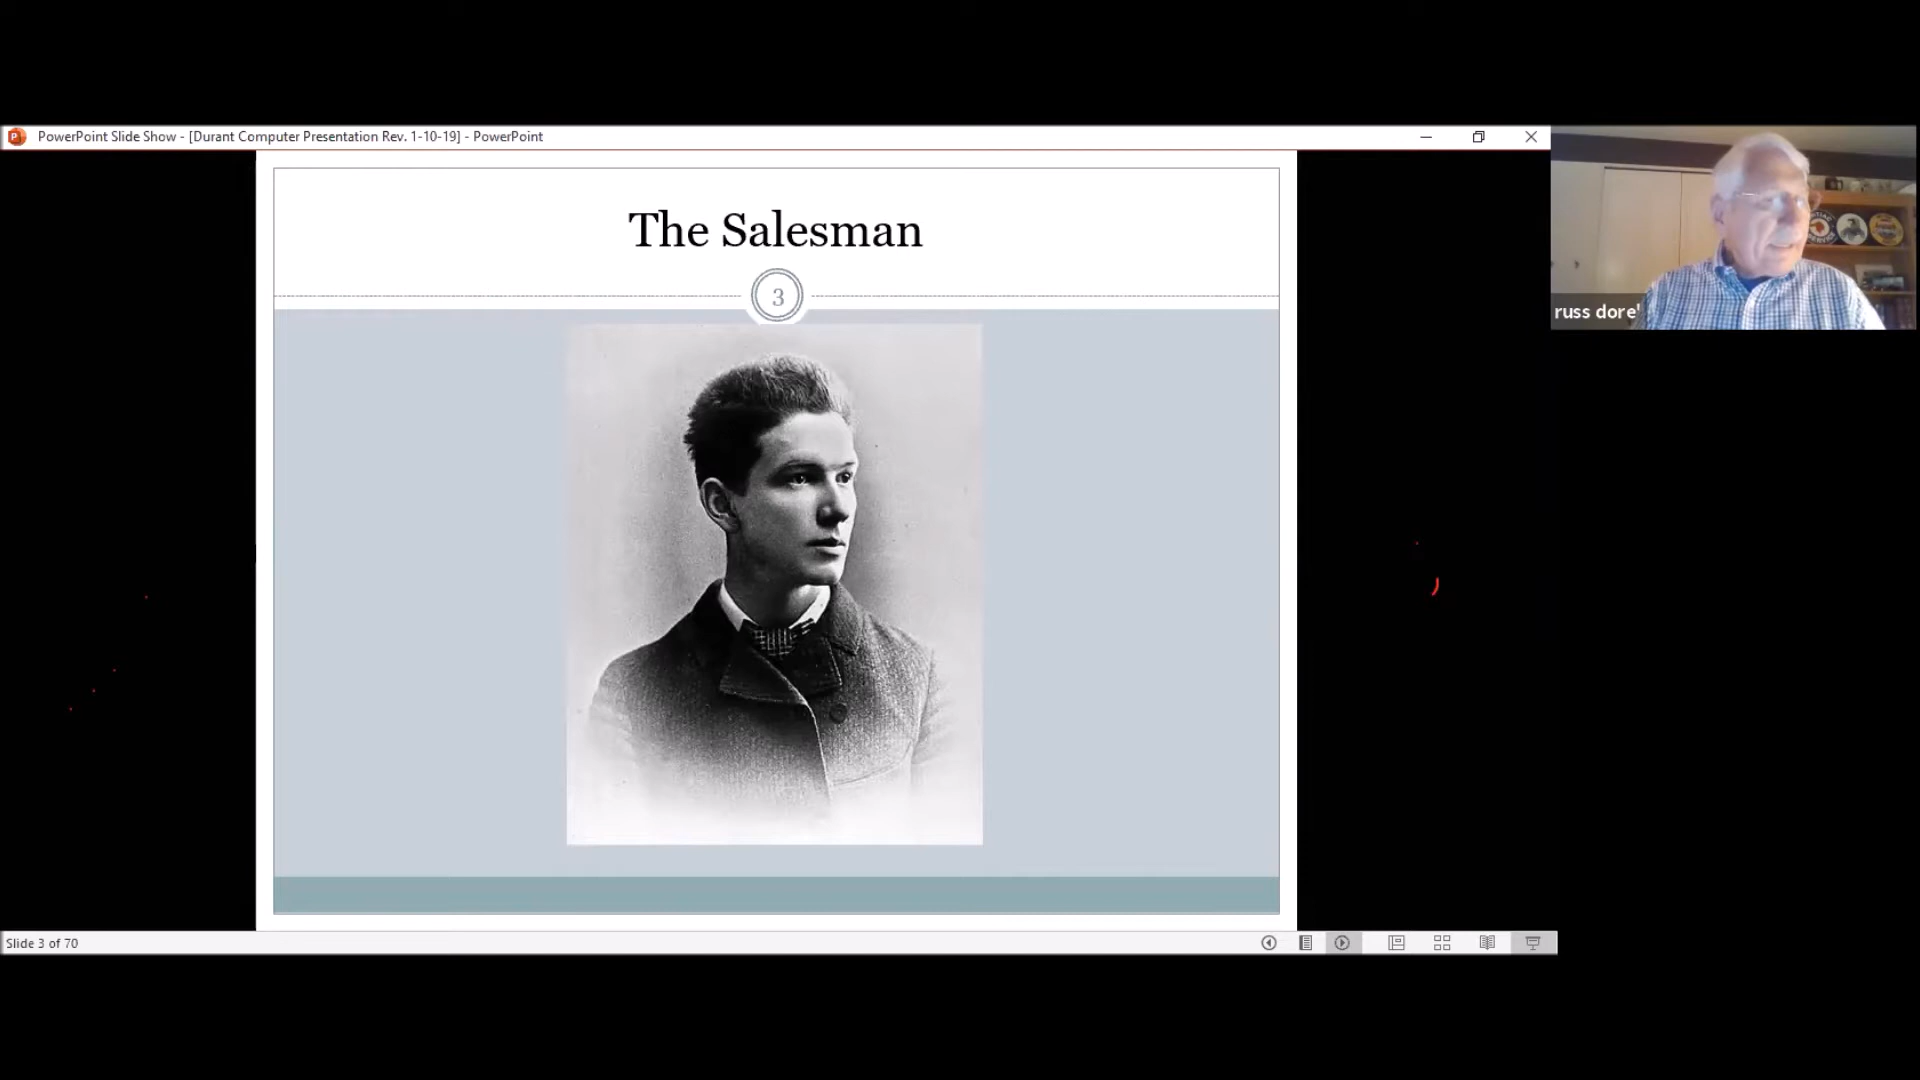 PowerPoint Slide Show - [Durant Computer Presentation Rev. 1-10-19] - PowerPoint
The Salesman
3
russ dore'
Slide 3 of 70